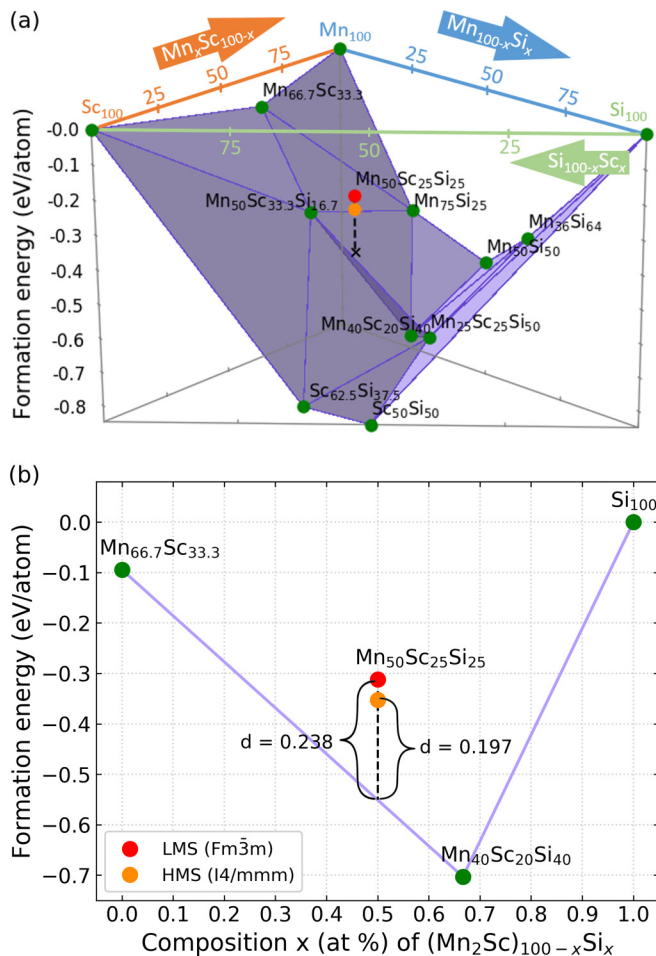 (a)
Mn100
MnxSc100-x
Mn100-xSix
25 50 75
25 50 75
Sc100
Si100
Mn66.7Sc33.3
75 50 25
Si100-xScx
Formation energy (eV/atom)
-0.0
-0.1
-0.2
-0.3
-0.4
-0.5
-0.6
-0.7
-0.8
Mn50Sc25Si25
Mn50Sc33.3Si16.7
Mn75Si25
Mn36Si64
Mn50Si50
Mn40Sc20Si40
Mn25Sc25Si50
Sc62.5Si37.5
Sc50Si50
(b)
Formation energy (eV/atom)
0.0
−0.1
−0.2
−0.3
−0.4
−0.5
−0.6
−0.7
Si100
Mn66.7Sc33.3
Mn50Sc25Si25
d = 0.238
d = 0.197
Mn40Sc20Si40
LMS (Fm3̄m)
HMS (I4/mmm)
0.0 0.1 0.2 0.3 0.4 0.5 0.6 0.7 0.8 0.9 1.0
Composition x (at %) of (Mn2Sc)100−xSix